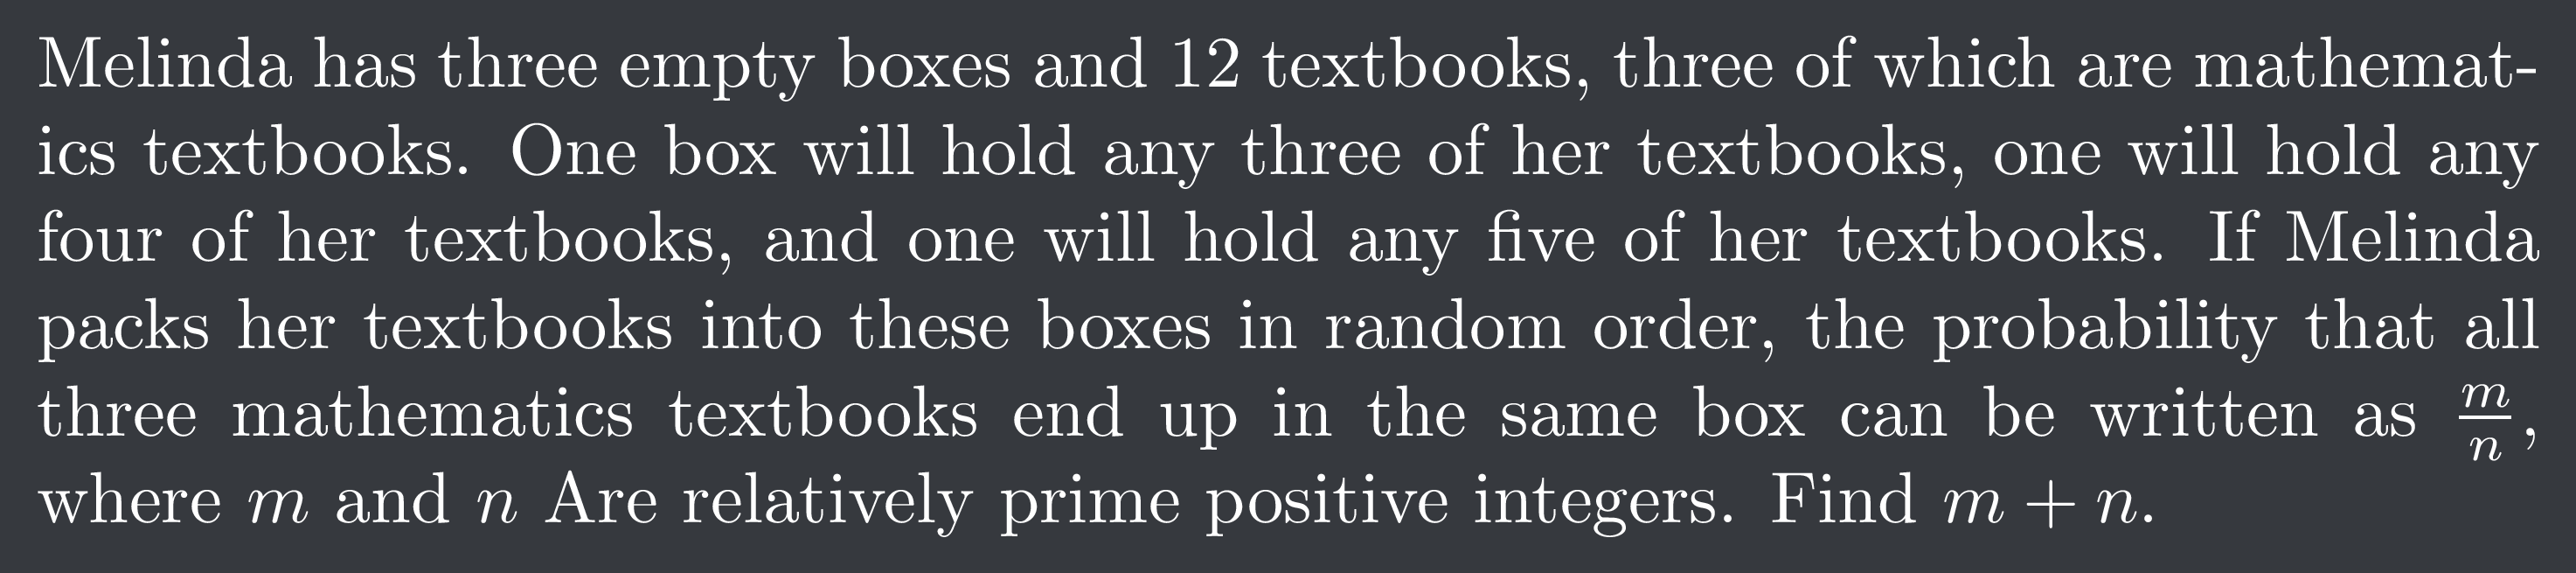 Melinda has three empty boxes and 12 textbooks, three of which are mathemat-
ics textbooks. One box will hold any three of her textbooks, one will hold any
four of her textbooks, and one will hold any five of her textbooks. If Melinda
packs her textbooks into these boxes in random order, the probability that all
three mathematics textbooks end up in the same box can be written as $\frac{m}{n}$,
where $m$ and $n$ Are relatively prime positive integers. Find $m + n$.